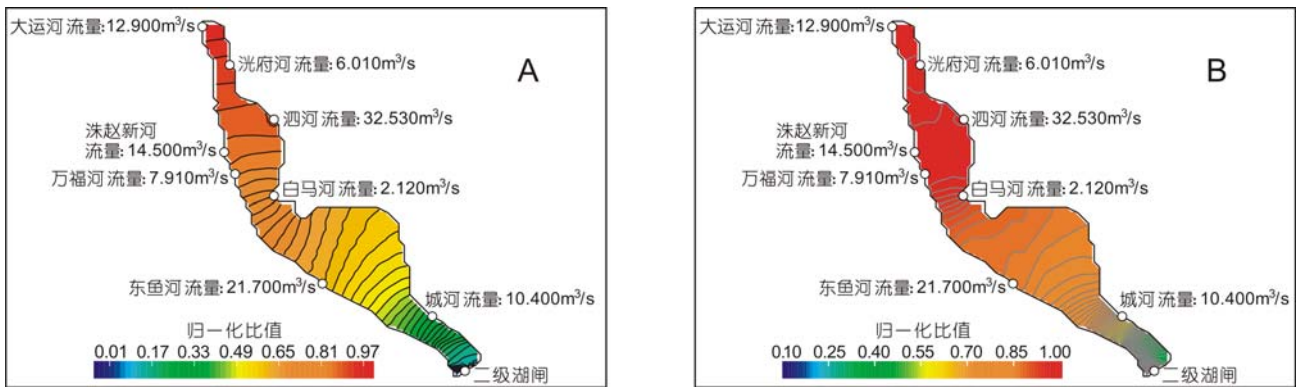 大运河流量:12.900m³/s
A
洸府河流量:6.010m³/s
泗河流量:32.530m³/s
洙赵新河
流量:14.500m³/s
万福河流量:7.910m³/s
白马河流量:2.120m³/s
东鱼河流量:21.700m³/s
城河流量:10.400m³/s
归一化比值
0.01 0.17 0.33 0.49 0.65 0.81 0.97
二级湖闸
大运河流量:12.900m³/s
B
洸府河流量:6.010m³/s
泗河流量:32.530m³/s
洙赵新河
流量:14.500m³/s
万福河流量:7.910m³/s
白马河流量:2.120m³/s
东鱼河流量:21.700m³/s
城河流量:10.400m³/s
归一化比值
0.10 0.25 0.40 0.55 0.70 0.85 1.00
二级湖闸